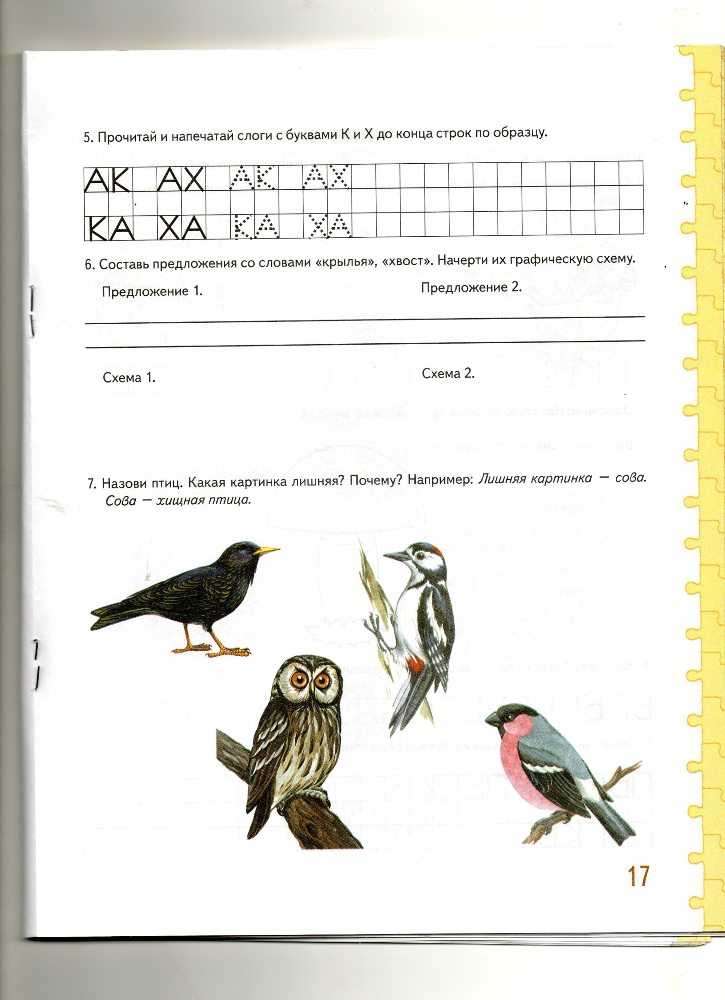 5. Прочитай и напечатай слоги с буквами К и Х до конца строк по образцу.
АК АХ АК АХ
КА ХА КА ХА
6. Составь предложения со словами «крылья», «хвост». Начерти их графическую схему.
Предложение 1. Предложение 2.
Схема 1. Схема 2.
7. Назови птиц. Какая картинка лишняя? Почему? Например: Лишняя картинка — сова.
Сова — хищная птица.
17